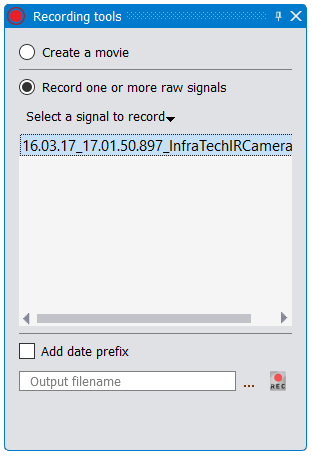 Recording tools
Create a movie
Record one or more raw signals
Select a signal to record
16.03.17_17.01.50.897_InfraTechIRCamera
Add date prefix
Output filename
...
REC